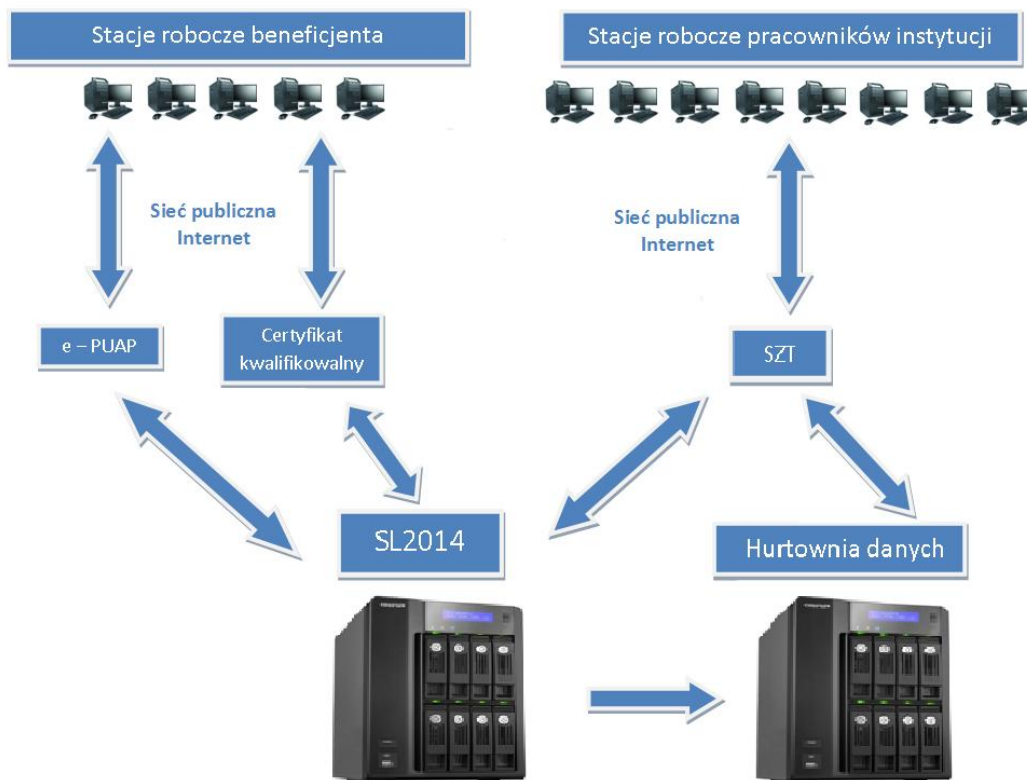 Stacje robocze beneficjenta
Stacje robocze pracowników instytucji
Sieć publiczna
Internet
Sieć publiczna
Internet
e – PUAP
Certyfikat
kwalifikowalny
SZT
SL2014
Hurtownia danych